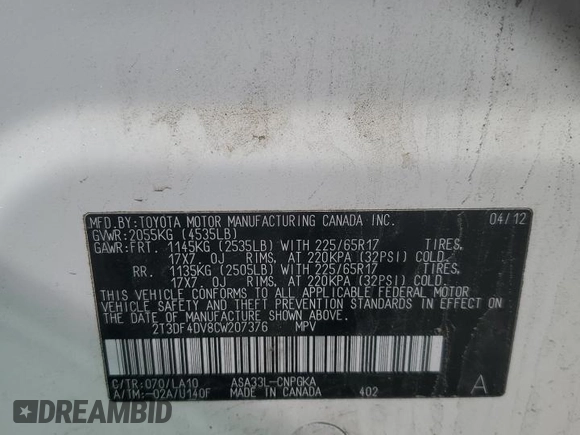 MFD.BY:TOYOTA MOTOR MANUFACTURING CANADA INC. 04/12
GVWR:2055KG (4535LB)
GAWR:FRT. 1145KG (2535LB) WITH 225/65R17 TIRES,
17X7. OJ RIMS, AT 220KPA (32PSI) COLD.
RR. 1135KG (2505LB) WITH 225/65R17 TIRES,
17X7. OJ RIMS, AT 220KPA (32PSI) COLD.
THIS VEHICLE CONFORMS TO ALL APPLICABLE FEDERAL MOTOR
VEHICLE SAFETY AND THEFT PREVENTION STANDARDS IN EFFECT
ON THE DATE OF MANUFACTURE SHOWN ABOVE.
2T3DF4DV8CW207376 MPV
C/TR:070/LA10 ASA33L-CNPGKA A
A/TM:-02A/U140F MADE IN CANADA 402
AUTO HISTORY